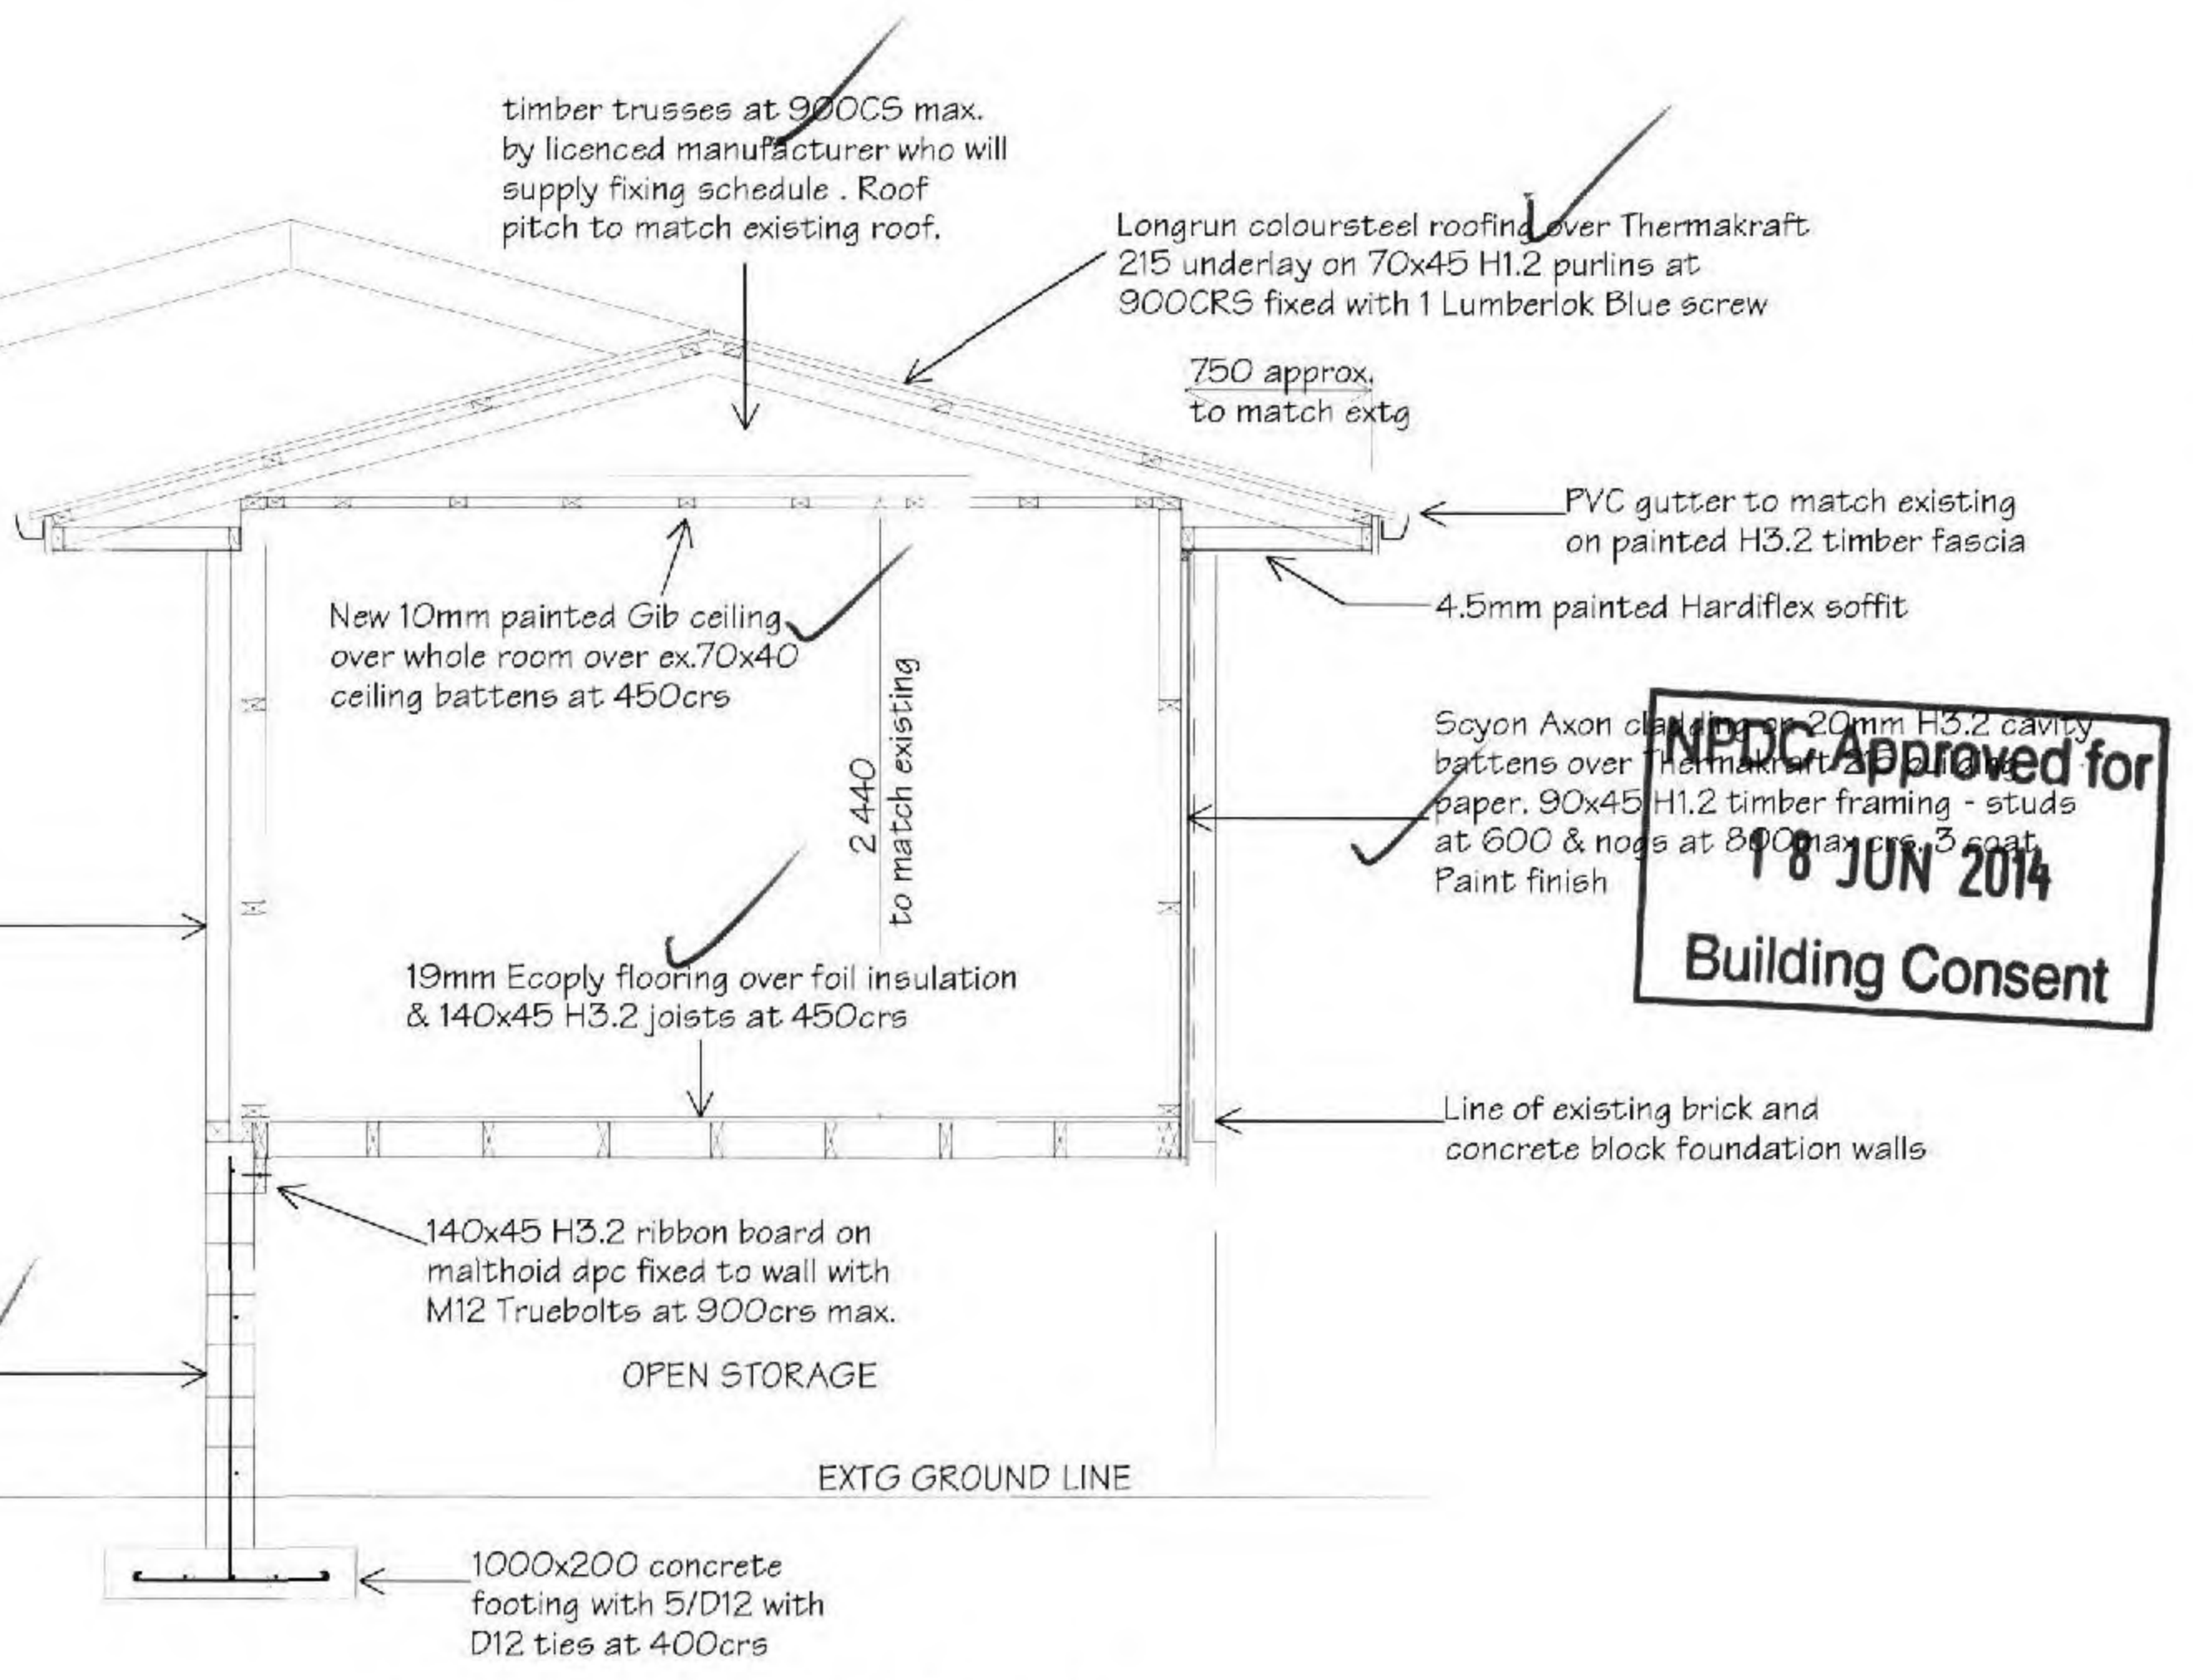 timber trusses at 900CS max.
by licenced manufacturer who will
supply fixing schedule . Roof
pitch to match existing roof.
Longrun coloursteel roofing over Thermakraft
215 underlay on 70x45 H1.2 purlins at
900CRS fixed with 1 Lumberlok Blue screw
750 approx.
to match extg
PVC gutter to match existing
on painted H3.2 timber fascia
4.5mm painted Hardiflex soffit
New 10mm painted Gib ceiling
over whole room over ex.70x40
ceiling battens at 450crs
2 440
to match existing
Scyon Axon cladding on 20mm H3.2 cavity
battens over Thermakraft 215 building
paper. 90x45 H1.2 timber framing - studs
at 600 & nogs at 800max crs. 3 coat
Paint finish
NPDC Approved for
18 JUN 2014
Building Consent
19mm Ecoply flooring over foil insulation
& 140x45 H3.2 joists at 450crs
Line of existing brick and
concrete block foundation walls
140x45 H3.2 ribbon board on
malthoid dpc fixed to wall with
M12 Truebolts at 900crs max.
OPEN STORAGE
EXTG GROUND LINE
1000x200 concrete
footing with 5/D12 with
D12 ties at 400crs